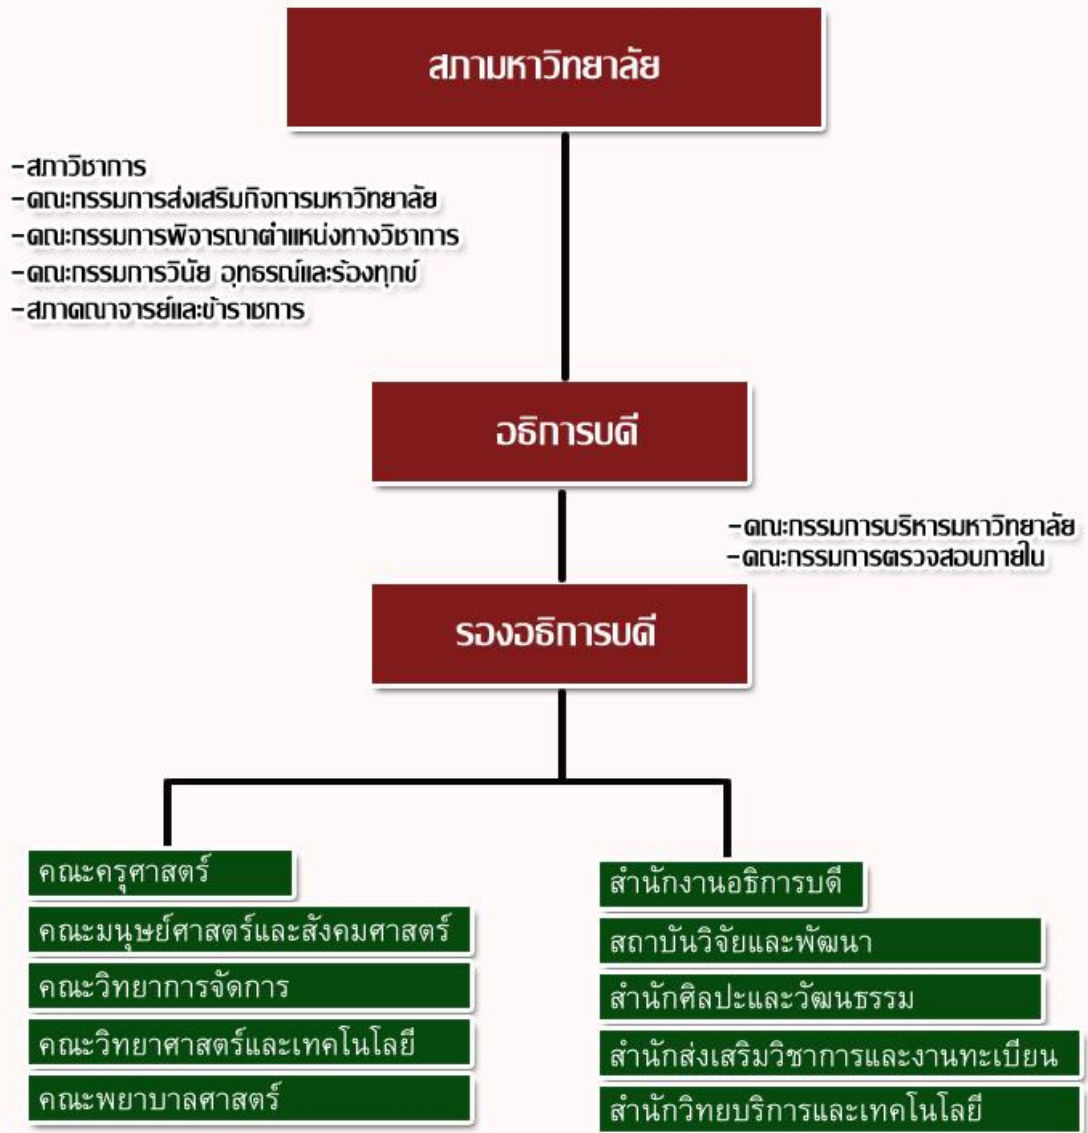 สภามหาวิทยาลัย
-สภาวิชาการ
-คณะกรรมการส่งเสริมกิจการมหาวิทยาลัย
-คณะกรรมการพิจารณาตำแหน่งทางวิชาการ
-คณะกรรมการวินัย อุทธรณ์และร้องทุกข์
-สภาคณาจารย์และข้าราชการ
อธิการบดี
-คณะกรรมการบริหารมหาวิทยาลัย
-คณะกรรมการตรวจสอบภายใน
รองอธิการบดี
คณะครุศาสตร์
คณะมนุษย์ศาสตร์และสังคมศาสตร์
คณะวิทยาการจัดการ
คณะวิทยาศาสตร์และเทคโนโลยี
คณะพยาบาลศาสตร์
สำนักงานอธิการบดี
สถาบันวิจัยและพัฒนา
สำนักศิลปะและวัฒนธรรม
สำนักส่งเสริมวิชาการและงานทะเบียน
สำนักวิทยบริการและเทคโนโลยี